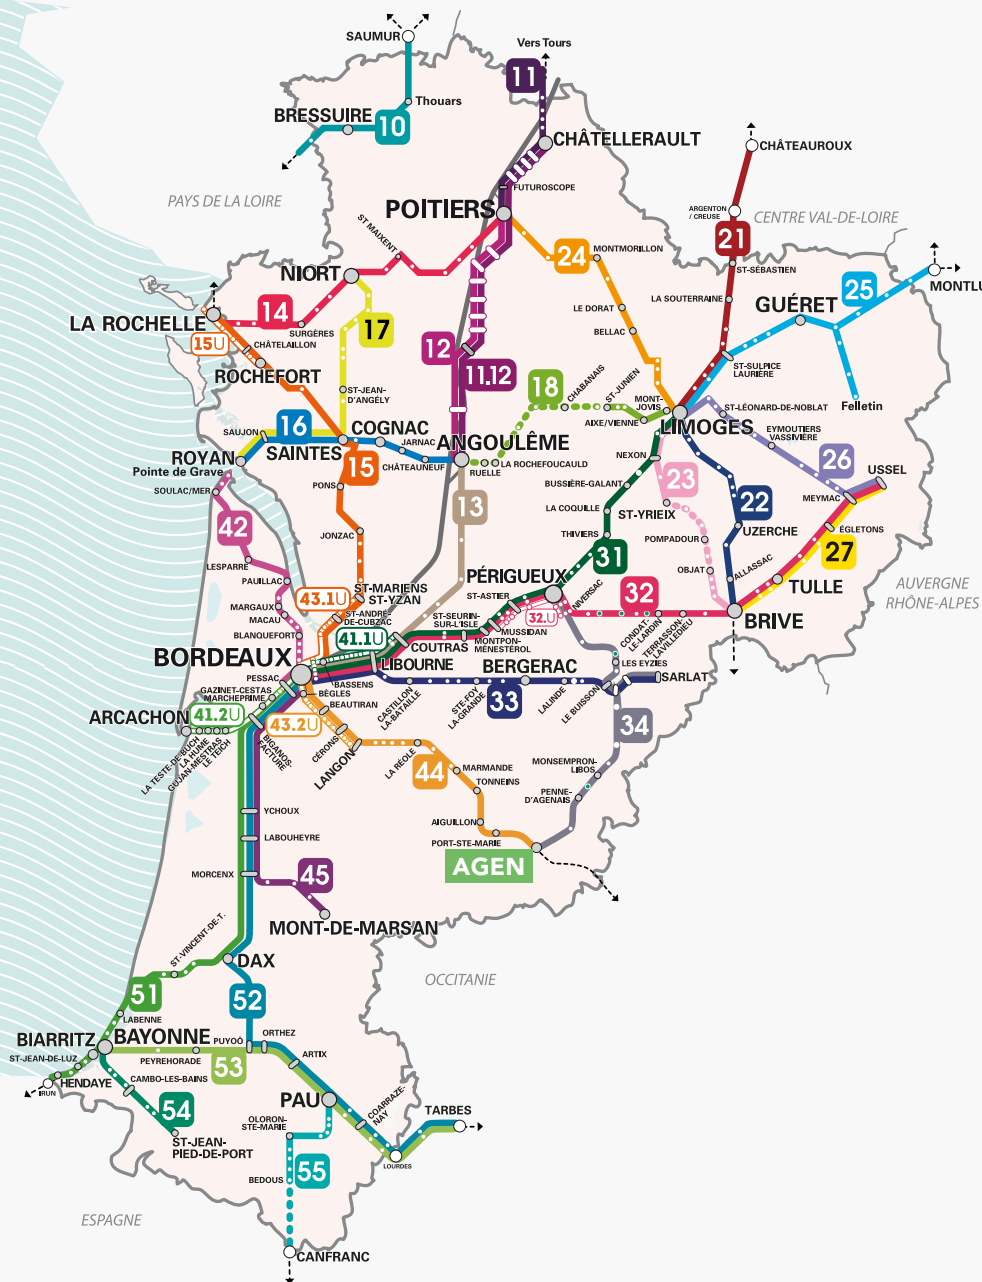 SAUMUR
Vers Tours
11
Thouars
BRESSUIRE
10
CHÂTELLERAULT
CHÂTEAUROUX
FUTUROSCOPE
PAYS DE LA LOIRE
POITIERS
ARGENTON
/ CREUSE
CENTRE VAL-DE-LOIRE
ST MAIXENT
21
24
MONTMORILLON
NIORT
ST-SÉBASTIEN
25
MONTLU
LA SOUTERRAINE
GUÉRET
LE DORAT
14
LA ROCHELLE
SURGÈRES
17
BELLAC
15U
CHÂTELAILLON
12
ROCHEFORT
11.12
ST-SULPICE
LAURIÈRE
18
CHABANAIS
ST-JUNIEN
ST-JEAN-
D'ANGÉLY
MONT-
JOVIS
Felletin
ST-LÉONARD-DE-NOBLAT
AIXE/VIENNE
LIMOGES
16
SAUJON
COGNAC
JARNAC
ANGOULÊME
EYMOUTIERS
VASSIVIÈRE
ROYAN
SAINTES
CHÂTEAUNEUF
LA ROCHEFOUCAULD
RUELLE
NEXON
26
USSEL
Pointe de Grave
15
SOULAC/MER
PONS
BUSSIÈRE-GALANT
23
MEYMAC
13
LA COQUILLE
ST-YRIEIX
22
42
UZERCHE
ÉGLETONS
JONZAC
THIVIERS
POMPADOUR
27
31
LESPARRE
OBJAT
ALLASSAC
PAUILLAC
PÉRIGUEUX
TULLE
AUVERGNE
RHÔNE-ALPES
43.1U
ST-MARIENS
ST-YZAN
ST-ASTIER
NIVERSAC
32
MARGAUX
MACAU
ST-ANDRÉ-
DE-CUBZAC
ST-SEURIN-
SUR-L'ISLE
32.U
BRIVE
BLANQUEFORT
41.1U
MUSSIDAN
CONDAT-
LE-LARDIN
TERRASSON-
LAVILLEDIEU
COUTRAS
MONTPON-
MÉNESTÉROL
BORDEAUX
LIBOURNE
BERGERAC
LES EYZIES
PESSAC
BASSENS
SARLAT
GAZINET-CESTAS
MARCHEPRIME
BÈGLES
BEAUTIRAN
CASTILLON
LA-BATAILLE
STE-FOY
LA-GRANDE
33
LALINDE
LE BUISSON
ARCACHON
41.2U
43.2U
34
LA TESTE-DE-BUCH
LA HUME
GUJAN-MESTRAS
LE TEICH
BIGANOS-
FACTURE
CÉRONS
LANGON
LA RÉOLE
44
MONSEMPRON-
LIBOS
MARMANDE
TONNEINS
PENNE-
D'AGENAIS
YCHOUX
AIGUILLON
LABOUHEYRE
PORT-STE-MARIE
AGEN
MORCENX
45
MONT-DE-MARSAN
ST-VINCENT-DE-T.
DAX
OCCITANIE
51
52
LABENNE
BIARRITZ
BAYONNE
PUYOÔ
ORTHEZ
ST-JEAN-DE-LUZ
PEYREHORADE
53
ARTIX
HENDAYE
CAMBO-LES-BAINS
IRUN
54
PAU
COARRAZE-
NAY
TARBES
OLORON-
STE-MARIE
ST-JEAN-
PIED-DE-PORT
LOURDES
55
BEDOUS
ESPAGNE
CANFRANC